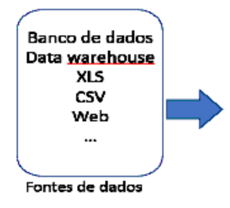 Banco de dados
Data warehouse
XLS
CSV
Web
...
Fontes de dados